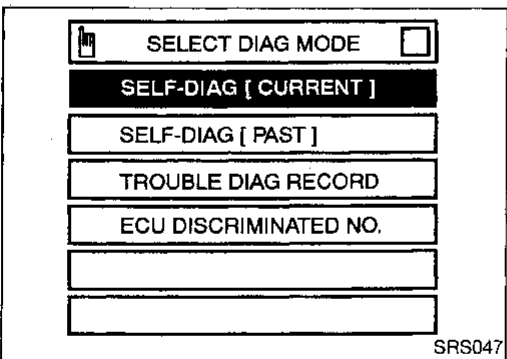 SELECT DIAG MODE
SELF-DIAG [ CURRENT ]
SELF-DIAG [ PAST ]
TROUBLE DIAG RECORD
ECU DISCRIMINATED NO.
SRS047